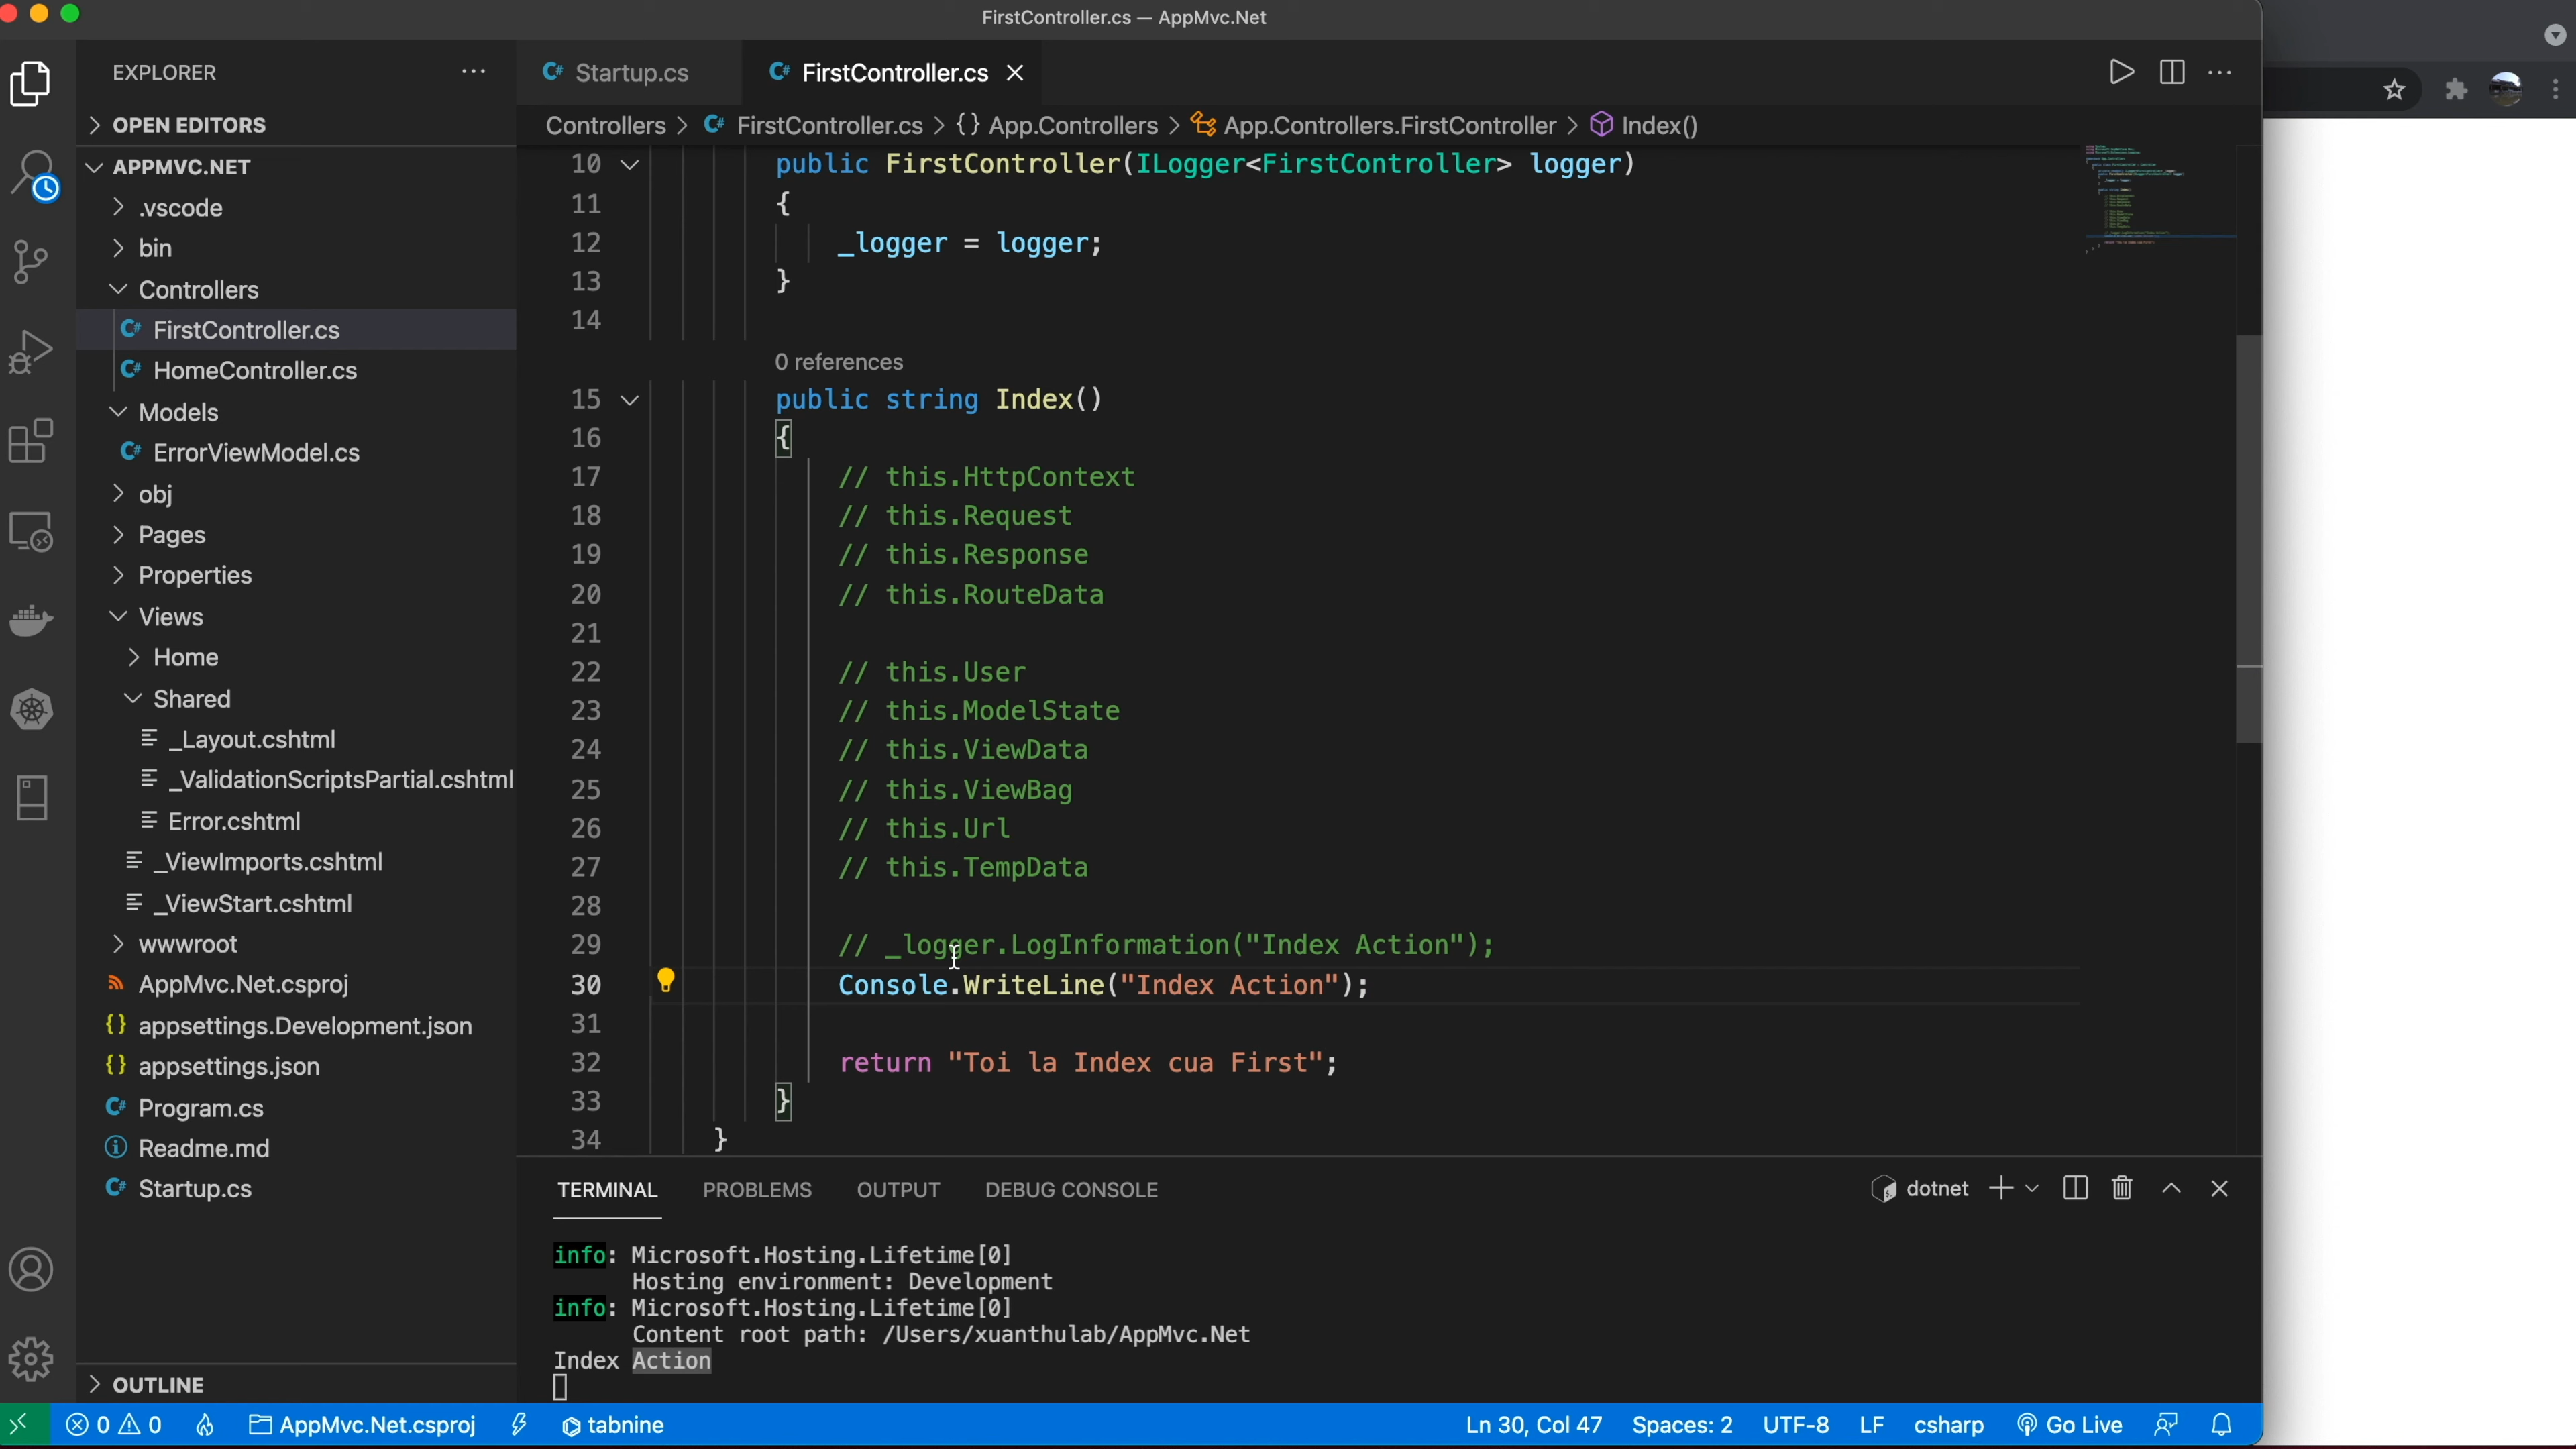 FirstController.cs — AppMvc.Net
EXPLORER
OPEN EDITORS
APPMVC.NET
.vscode
bin
Controllers
FirstController.cs
HomeController.cs
Models
ErrorViewModel.cs
obj
Pages
Properties
Views
Home
Shared
_Layout.cshtml
_ValidationScriptsPartial.cshtml
Error.cshtml
_ViewImports.cshtml
_ViewStart.cshtml
wwwroot
AppMvc.Net.csproj
appsettings.Development.json
appsettings.json
Program.cs
Readme.md
Startup.cs
OUTLINE
Startup.cs
FirstController.cs
Controllers > FirstController.cs > {} App.Controllers > App.Controllers.FirstController > Index()
10 public FirstController(ILogger<FirstController> logger)
11 {
12 _logger = logger;
13 }
14
0 references
15 public string Index()
16 {
17 // this.HttpContext
18 // this.Request
19 // this.Response
20 // this.RouteData
21
22 // this.User
23 // this.ModelState
24 // this.ViewData
25 // this.ViewBag
26 // this.Url
27 // this.TempData
28
29 // _logger.LogInformation("Index Action");
30 Console.WriteLine("Index Action");
31
32 return "Toi la Index cua First";
33 }
34 }
TERMINAL PROBLEMS OUTPUT DEBUG CONSOLE
dotnet
info: Microsoft.Hosting.Lifetime[0]
Hosting environment: Development
info: Microsoft.Hosting.Lifetime[0]
Content root path: /Users/xuanthulab/AppMvc.Net
Index Action
0 0 AppMvc.Net.csproj tabnine Ln 30, Col 47 Spaces: 2 UTF-8 LF csharp Go Live